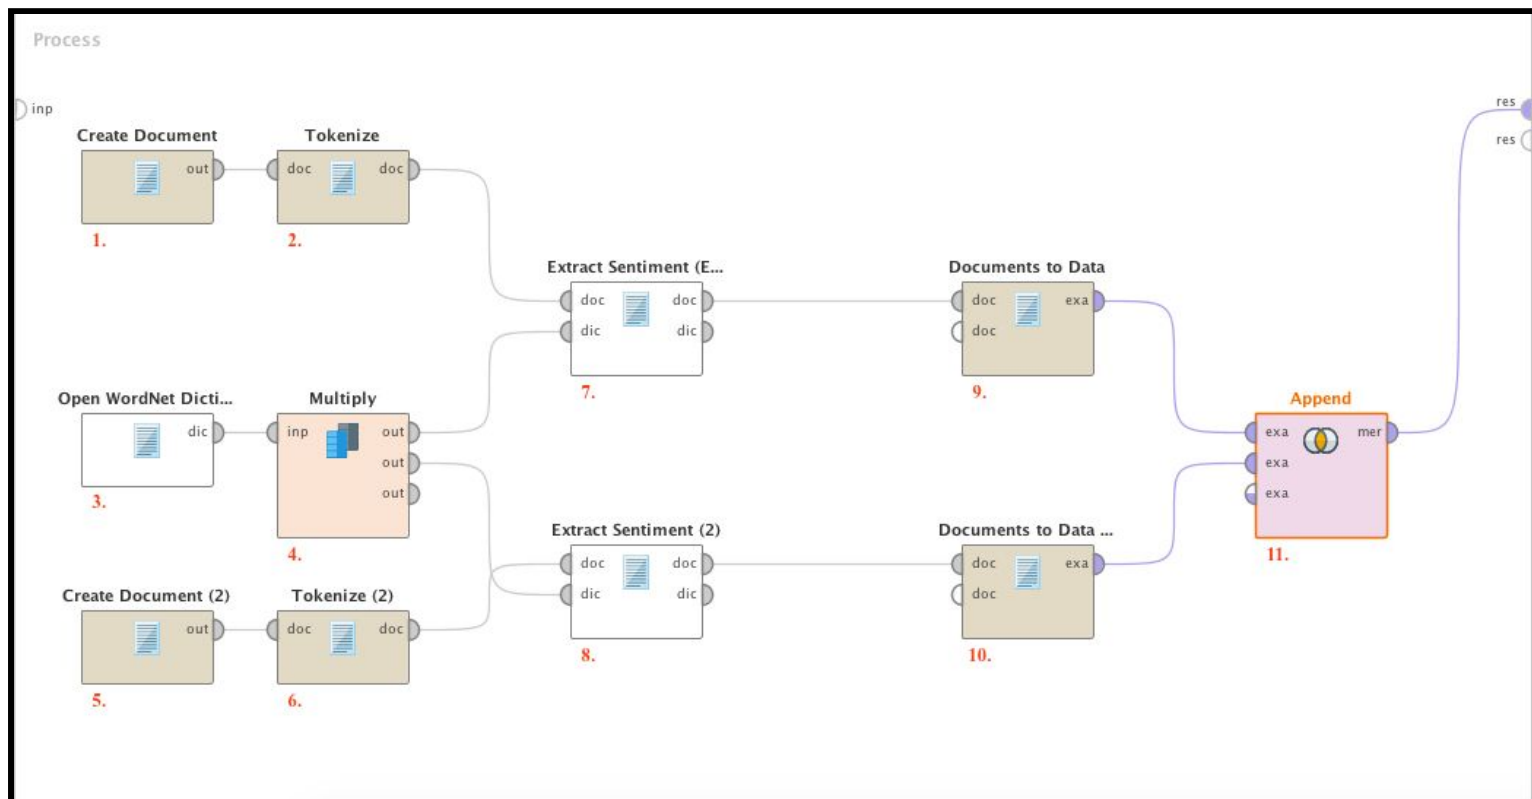 Process
inp
res
res
Create Document
out
1.
Tokenize
doc doc
2.
Extract Sentiment (E...
doc doc
dic dic
7.
Documents to Data
doc exa
doc
9.
Open WordNet Dicti...
dic
3.
Multiply
inp out
out
out
4.
Append
exa mer
exa
exa
11.
Extract Sentiment (2)
doc doc
dic dic
8.
Documents to Data ...
doc exa
doc
10.
Create Document (2)
out
5.
Tokenize (2)
doc doc
6.